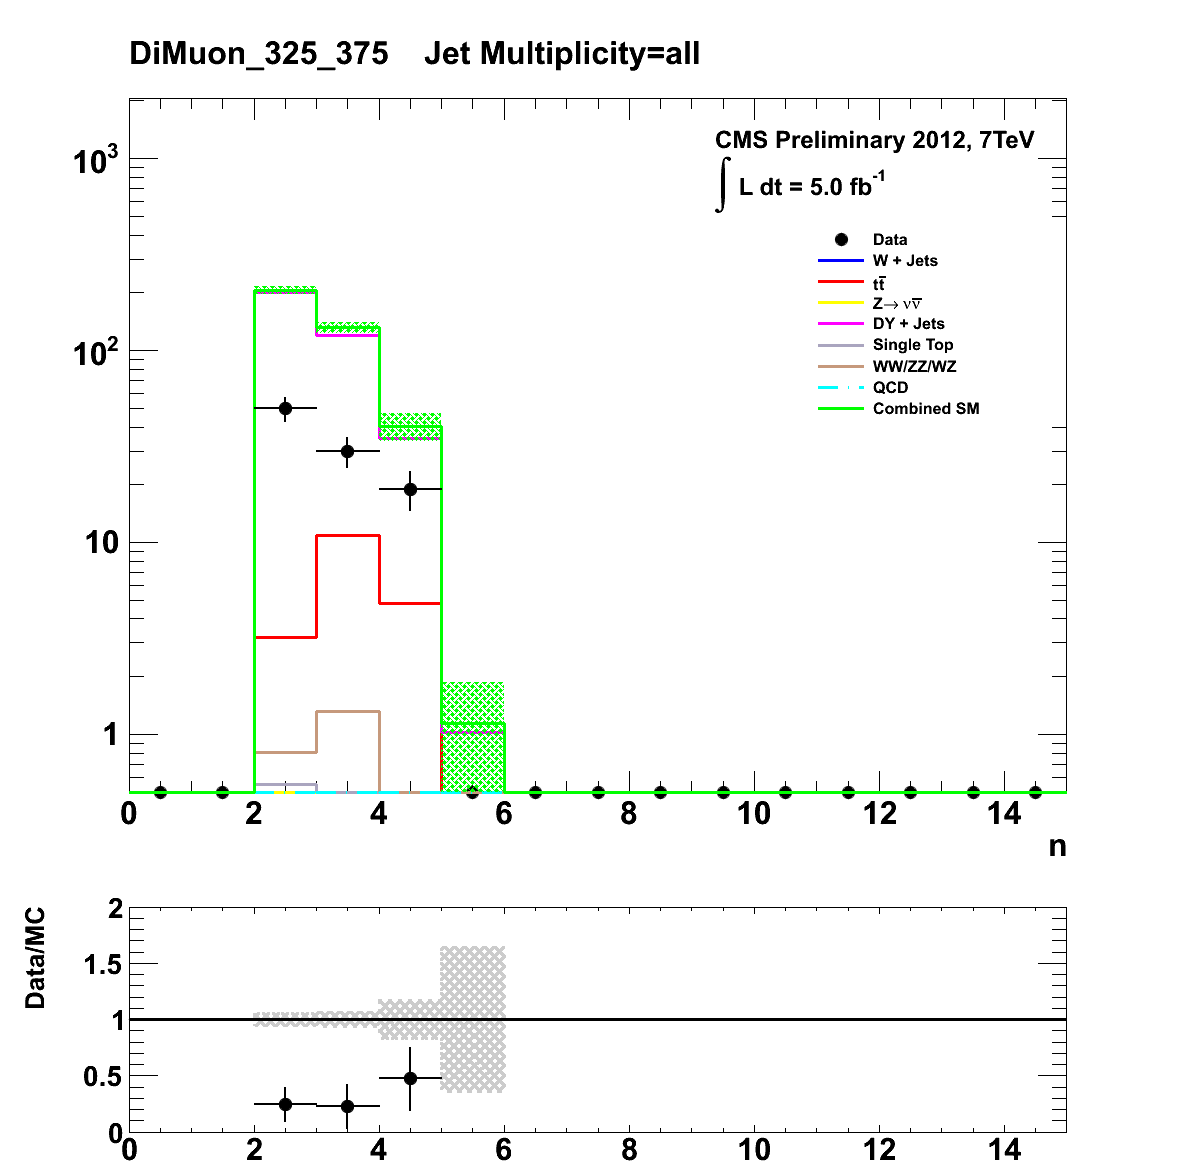 DiMuon_325_375 Jet Multiplicity=all
CMS Preliminary 2012, 7TeV
∫ L dt = 5.0 fb⁻¹
Data
W + Jets
tt̅
Z→ νν̅
DY + Jets
Single Top
WW/ZZ/WZ
QCD
Combined SM
10³
10²
10
1
0 2 4 6 8 10 12 14
n
Data/MC
2
1.5
1
0.5
0
0 2 4 6 8 10 12 14